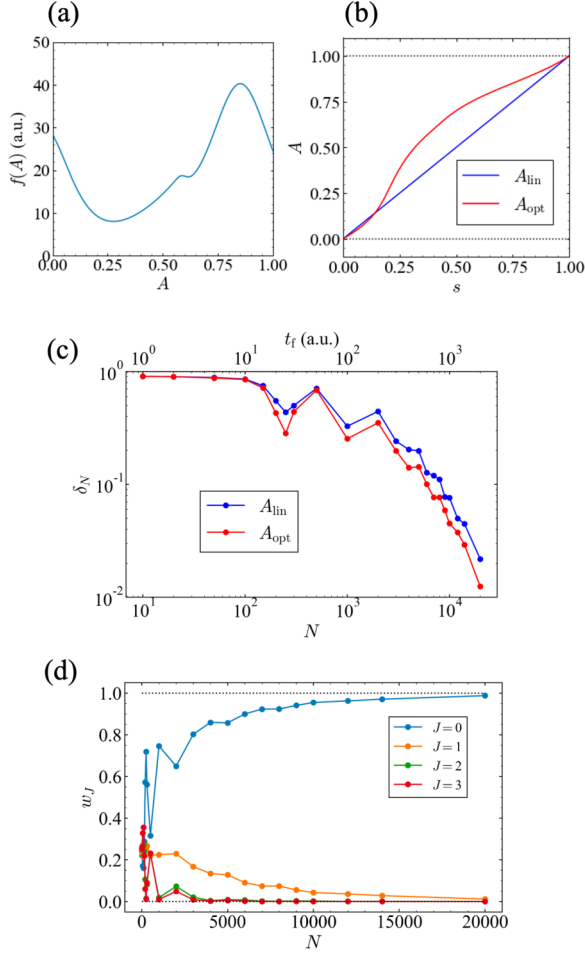 (a)
50
40
30
20
10
0
f(A) (a.u.)
0.00 0.25 0.50 0.75 1.00
A
(b)
1.00
0.75
0.50
0.25
0.00
A
A_lin
A_opt
0.00 0.25 0.50 0.75 1.00
s
(c)
t_f (a.u.)
10^0 10^1 10^2 10^3
10^0
10^-1
10^-2
δ_N
A_lin
A_opt
10^1 10^2 10^3 10^4
N
(d)
1.0
0.8
0.6
0.4
0.2
0.0
w_J
J = 0
J = 1
J = 2
J = 3
0 5000 10000 15000 20000
N